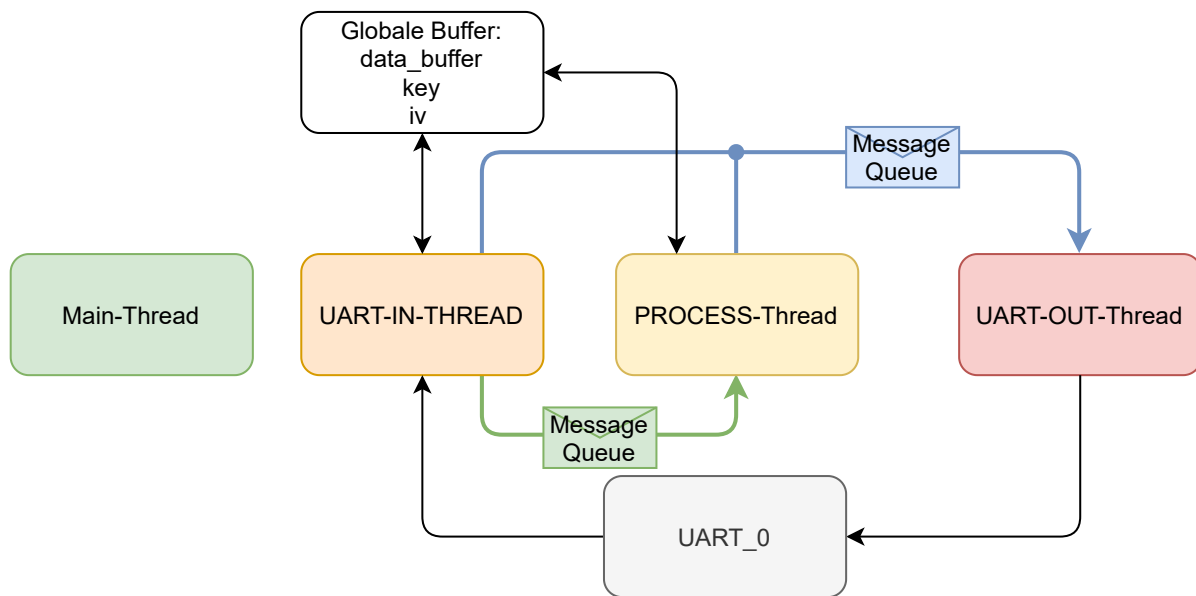 Globale Buffer:
data_buffer
key
iv
Message
Queue
Main-Thread
UART-IN-THREAD
PROCESS-Thread
UART-OUT-Thread
Message
Queue
UART_0